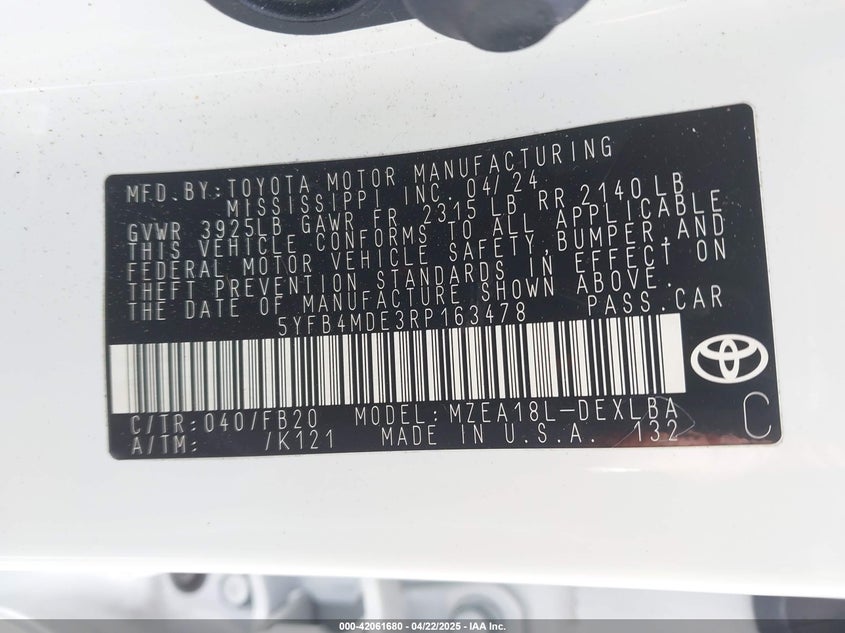 MFD.BY:TOYOTA MOTOR MANUFACTURING
MISSISSIPPI INC. 04/24
GVWR 3925LB GAWR FR 2315 LB RR 2140 LB
THIS VEHICLE CONFORMS TO ALL APPLICABLE
FEDERAL MOTOR VEHICLE SAFETY,BUMPER,AND
THEFT PREVENTION STANDARDS IN EFFECT ON
THE DATE OF MANUFACTURE SHOWN ABOVE.
5YFB4MDE3RP163478 PASS.CAR
C/TR:040/FB20 MODEL:MZEA18L-DEXLBA
A/TM: /K121 MADE IN U.S.A. 132 C
000-42061680 - 04/22/2025 - IAA Inc.